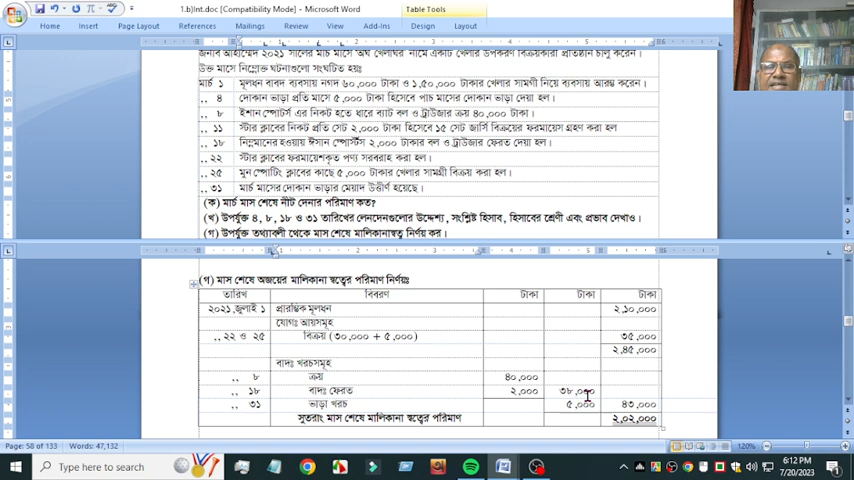 1.b)Int.doc [Compatibility Mode] - Microsoft Word
Table Tools
Home
Insert
Page Layout
References
Mailings
Review
View
Add-Ins
Design
Layout
জনাব আহাম্মেদ ২০২১ সালের মার্চ মাসে অর্ঘ খেলাঘর নামে একটি খেলার উপকরণ বিক্রয়কারী প্রতিষ্ঠান চালু করেন।
উক্ত মাসে নিম্নোক্ত ঘটনাগুলো সংঘটিত হয়ঃ
মার্চ ১ মূলধন বাবদ ব্যবসায় নগদ ৬০,০০০ টাকা ও ১,৫০,০০০ টাকার খেলার সামগ্রী নিয়ে ব্যবসায় আরম্ভ করেন।
,, ৪ দোকান ভাড়া প্রতি মাসে ৫,০০০ টাকা হিসেবে পাচ মাসের দোকান ভাড়া দেয়া হল।
,, ৮ ইশান স্পোর্টস এর নিকট হতে ধারে ব্যাট বল ও ট্রাউজার ক্রয় ৪০,০০০ টাকা।
,, ১১ স্টার ক্লাবের নিকট প্রতি সেট ২,০০০ টাকা হিসেবে ১৫ সেট জার্সি বিক্রয়ের ফরমায়েস গ্রহণ করা হল
,, ১৮ নিম্নমানের হওয়ায় ঈসান স্পোর্টস ২,০০০ টাকার বল ও ট্রাউজার ফেরত দেয়া হল।
,, ২২ স্টার ক্লাবের ফরমায়েশকৃত পণ্য সরবরাহ করা হল।
,, ২৫ মুন স্পোটিং ক্লাবের কাছে ৫,০০০ টাকার খেলার সামগ্রী বিক্রয় করা হল।
,, ৩১ মার্চ মাসের দোকান ভাড়ার মেয়াদ উত্তীর্ণ হয়েছে।
(ক) মার্চ মাস শেষে নীট দেনার পরিমাণ কত?
(খ) উপর্যুক্ত ৪, ৮, ১৮ ও ৩১ তারিখের লেনদেনগুলোর উদ্দেশ্য, সংশ্লিষ্ট হিসাব, হিসাবের শ্রেণী এবং প্রভাব দেখাও।
(গ) উপর্যুক্ত তথ্যাবলী থেকে মাস শেষে মালিকানাস্বত্ব নির্ণয় কর।
(গ) মাস শেষে অজয়ের মালিকানা স্বত্বের পরিমাণ নির্ণয়ঃ
তারিখ বিবরণ টাকা টাকা টাকা
২০২১,জুলাই ১ প্রারম্ভিক মূলধন ২,১০,০০০
যোগঃ আয়সমূহ
,, ২২ ও ২৫ বিক্রয় (৩০,০০০ + ৫,০০০) ৩৫,০০০
২,৪৫,০০০
বাদঃ খরচসমূহ
,, ৮ ক্রয় ৪০,০০০
,, ১৮ বাদঃ ফেরত ২,০০০ ৩৮,০০০
,, ৩১ ভাড়া খরচ ৫,০০০ ৪৩,০০০
সুতরাং মাস শেষে মালিকানা স্বত্বের পরিমাণ ২,০২,০০০
Page: 58 of 133
Words: 47,132
120%
Type here to search
6:12 PM
7/20/2023